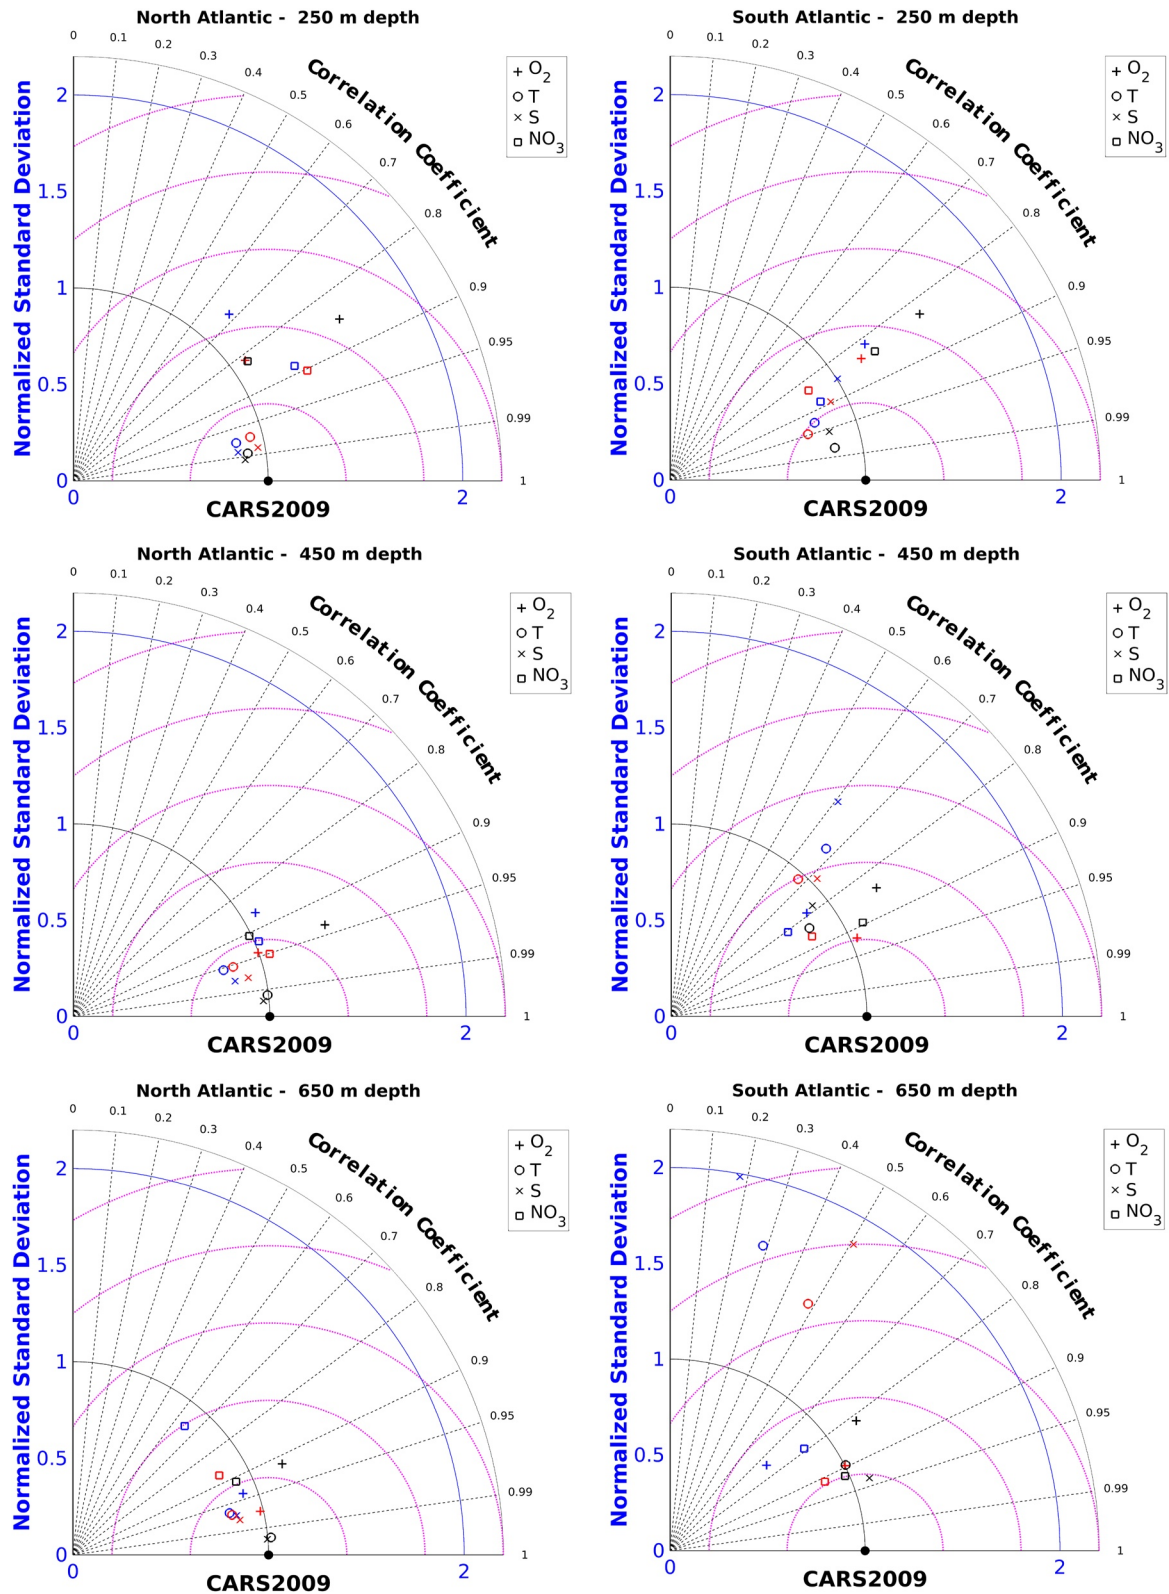 North Atlantic - 250 m depth
0
0.1
0.2
0.3
0.4
0.5
0.6
0.7
0.8
0.9
0.95
0.99
1
Correlation Coefficient
+ O2
○ T
× S
□ NO3
Normalized Standard Deviation
2
1.5
1
0.5
0
0
2
CARS2009
South Atlantic - 250 m depth
0
0.1
0.2
0.3
0.4
0.5
0.6
0.7
0.8
0.9
0.95
0.99
1
Correlation Coefficient
+ O2
○ T
× S
□ NO3
Normalized Standard Deviation
2
1.5
1
0.5
0
0
2
CARS2009
North Atlantic - 450 m depth
0
0.1
0.2
0.3
0.4
0.5
0.6
0.7
0.8
0.9
0.95
0.99
1
Correlation Coefficient
+ O2
○ T
× S
□ NO3
Normalized Standard Deviation
2
1.5
1
0.5
0
0
2
CARS2009
South Atlantic - 450 m depth
0
0.1
0.2
0.3
0.4
0.5
0.6
0.7
0.8
0.9
0.95
0.99
1
Correlation Coefficient
+ O2
○ T
× S
□ NO3
Normalized Standard Deviation
2
1.5
1
0.5
0
0
2
CARS2009
North Atlantic - 650 m depth
0
0.1
0.2
0.3
0.4
0.5
0.6
0.7
0.8
0.9
0.95
0.99
1
Correlation Coefficient
+ O2
○ T
× S
□ NO3
Normalized Standard Deviation
2
1.5
1
0.5
0
0
2
CARS2009
South Atlantic - 650 m depth
0
0.1
0.2
0.3
0.4
0.5
0.6
0.7
0.8
0.9
0.95
0.99
1
Correlation Coefficient
+ O2
○ T
× S
□ NO3
Normalized Standard Deviation
2
1.5
1
0.5
0
0
2
CARS2009